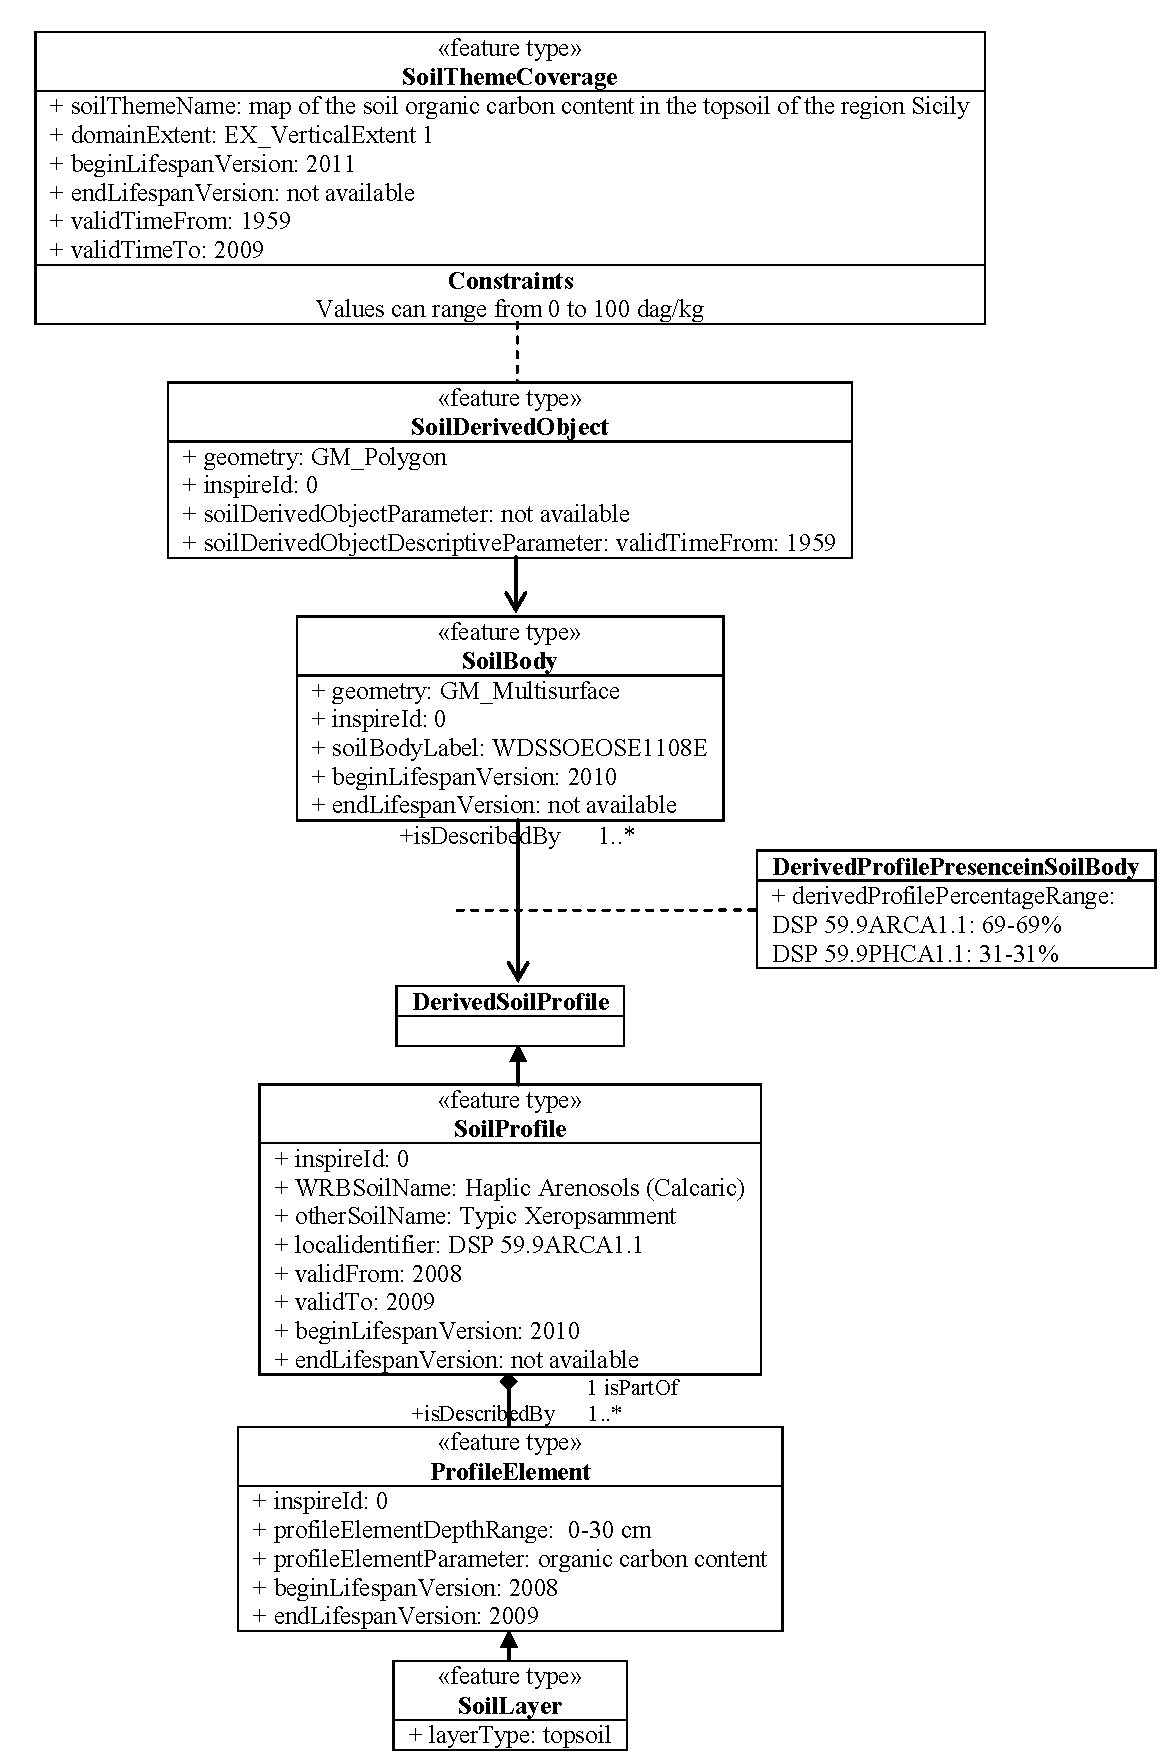 «feature type»
SoilThemeCoverage
+ soilThemeName: map of the soil organic carbon content in the topsoil of the region Sicily
+ domainExtent: EX_VerticalExtent 1
+ beginLifespanVersion: 2011
+ endLifespanVersion: not available
+ validTimeFrom: 1959
+ validTimeTo: 2009
Constraints
Values can range from 0 to 100 dag/kg
«feature type»
SoilDerivedObject
+ geometry: GM_Polygon
+ inspireId: 0
+ soilDerivedObjectParameter: not available
+ soilDerivedObjectDescriptiveParameter: validTimeFrom: 1959
«feature type»
SoilBody
+ geometry: GM_Multisurface
+ inspireId: 0
+ soilBodyLabel: WDSSOEOSE1108E
+ beginLifespanVersion: 2010
+ endLifespanVersion: not available
+isDescribedBy 1..*
DerivedProfilePresenceinSoilBody
+ derivedProfilePercentageRange:
DSP 59.9ARCA1.1: 69-69%
DSP 59.9PHCA1.1: 31-31%
DerivedSoilProfile
«feature type»
SoilProfile
+ inspireId: 0
+ WRBSoilName: Haplic Arenosols (Calcaric)
+ otherSoilName: Typic Xeropsamment
+ localidentifier: DSP 59.9ARCA1.1
+ validFrom: 2008
+ validTo: 2009
+ beginLifespanVersion: 2010
+ endLifespanVersion: not available
1 isPartOf
+isDescribedBy 1..*
«feature type»
ProfileElement
+ inspireId: 0
+ profileElementDepthRange: 0-30 cm
+ profileElementParameter: organic carbon content
+ beginLifespanVersion: 2008
+ endLifespanVersion: 2009
«feature type»
SoilLayer
+ layerType: topsoil